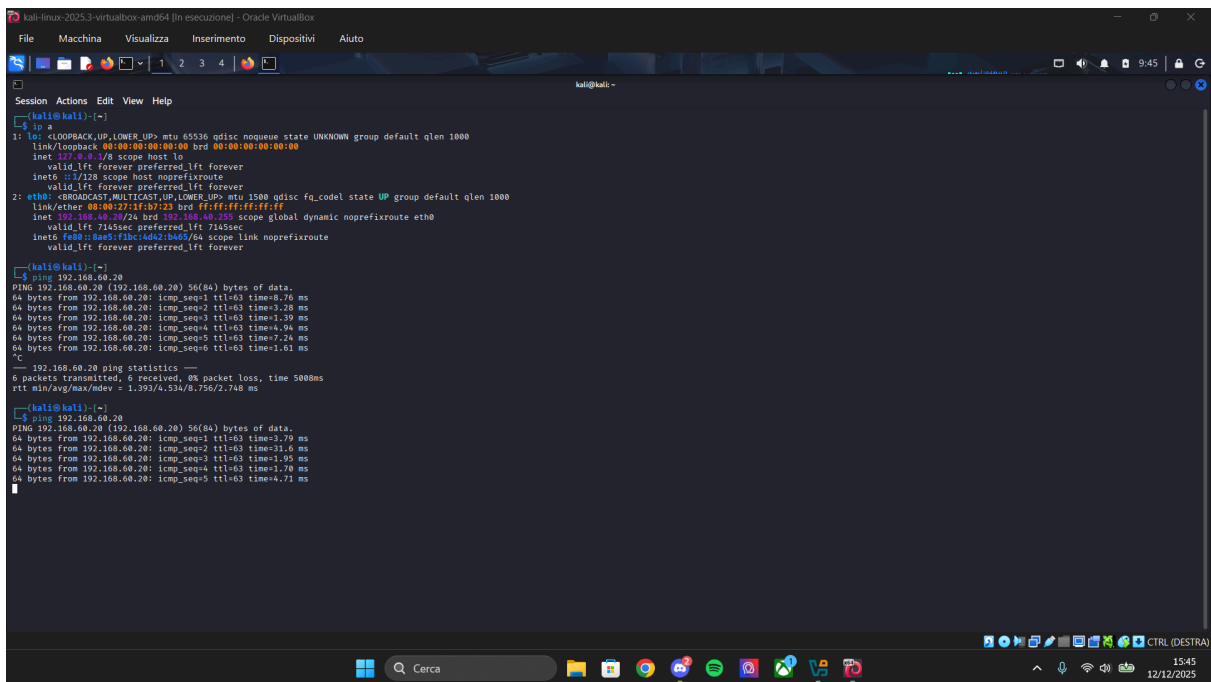 kali-linux-2025.3-virtualbox-amd64 [In esecuzione] - Oracle VirtualBox
File Macchina Visualizza Inserimento Dispositivi Aiuto
1 2 3 4 9:45
kali@kali: ~
Session Actions Edit View Help
┌──(kali㉿kali)-[~]
└─$ ip a
1: lo: <LOOPBACK,UP,LOWER_UP> mtu 65536 qdisc noqueue state UNKNOWN group default qlen 1000
link/loopback 00:00:00:00:00:00 brd 00:00:00:00:00:00
inet 127.0.0.1/8 scope host lo
valid_lft forever preferred_lft forever
inet6 ::1/128 scope host noprefixroute
valid_lft forever preferred_lft forever
2: eth0: <BROADCAST,MULTICAST,UP,LOWER_UP> mtu 1500 qdisc fq_codel state UP group default qlen 1000
link/ether 08:00:27:1f:b7:23 brd ff:ff:ff:ff:ff:ff
inet 192.168.40.20/24 brd 192.168.40.255 scope global dynamic noprefixroute eth0
valid_lft 7145sec preferred_lft 7145sec
inet6 fe80::8ae5:f1bc:4d42:b465/64 scope link noprefixroute
valid_lft forever preferred_lft forever
┌──(kali㉿kali)-[~]
└─$ ping 192.168.60.20
PING 192.168.60.20 (192.168.60.20) 56(84) bytes of data.
64 bytes from 192.168.60.20: icmp_seq=1 ttl=63 time=8.76 ms
64 bytes from 192.168.60.20: icmp_seq=2 ttl=63 time=3.28 ms
64 bytes from 192.168.60.20: icmp_seq=3 ttl=63 time=1.39 ms
64 bytes from 192.168.60.20: icmp_seq=4 ttl=63 time=4.94 ms
64 bytes from 192.168.60.20: icmp_seq=5 ttl=63 time=7.24 ms
64 bytes from 192.168.60.20: icmp_seq=6 ttl=63 time=1.61 ms
^C
── 192.168.60.20 ping statistics ──
6 packets transmitted, 6 received, 0% packet loss, time 5008ms
rtt min/avg/max/mdev = 1.393/4.534/8.756/2.748 ms
┌──(kali㉿kali)-[~]
└─$ ping 192.168.60.20
PING 192.168.60.20 (192.168.60.20) 56(84) bytes of data.
64 bytes from 192.168.60.20: icmp_seq=1 ttl=63 time=3.79 ms
64 bytes from 192.168.60.20: icmp_seq=2 ttl=63 time=31.6 ms
64 bytes from 192.168.60.20: icmp_seq=3 ttl=63 time=1.95 ms
64 bytes from 192.168.60.20: icmp_seq=4 ttl=63 time=1.70 ms
64 bytes from 192.168.60.20: icmp_seq=5 ttl=63 time=4.71 ms
CTRL (DESTRA)
Cerca
2
1
15:45
12/12/2025